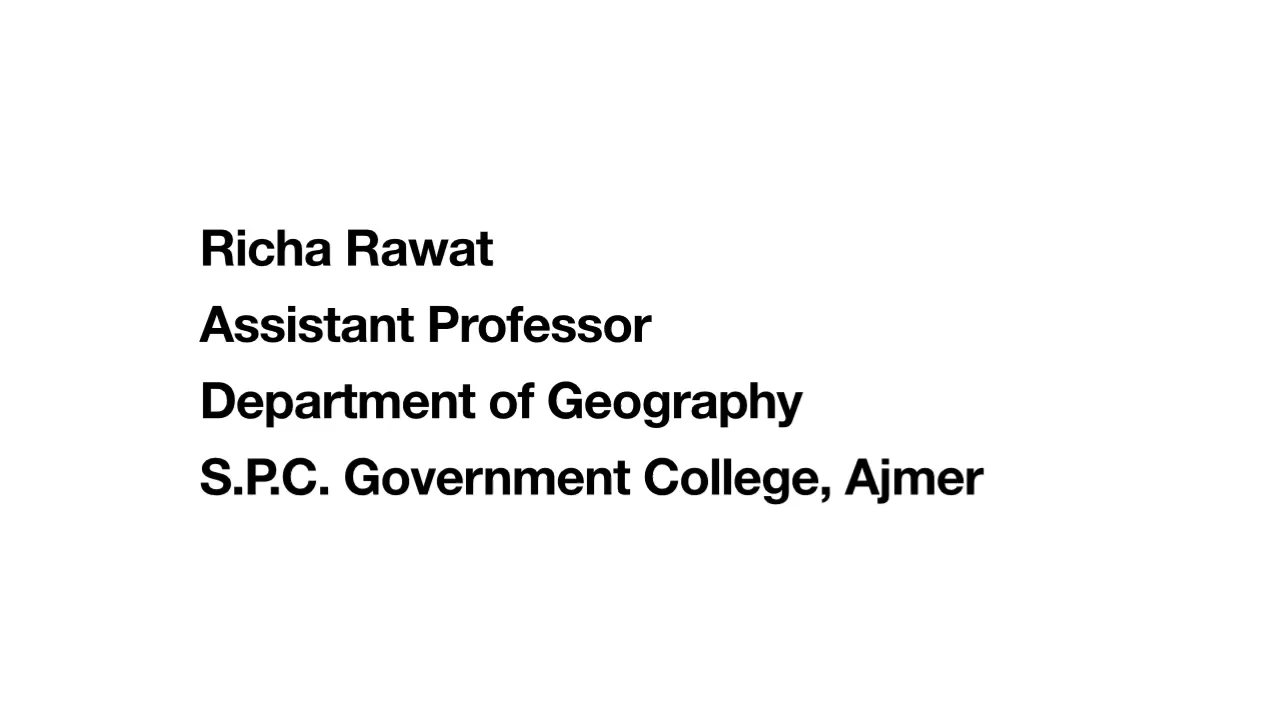 Richa Rawat
Assistant Professor
Department of Geography
S.P.C. Government College, Ajmer